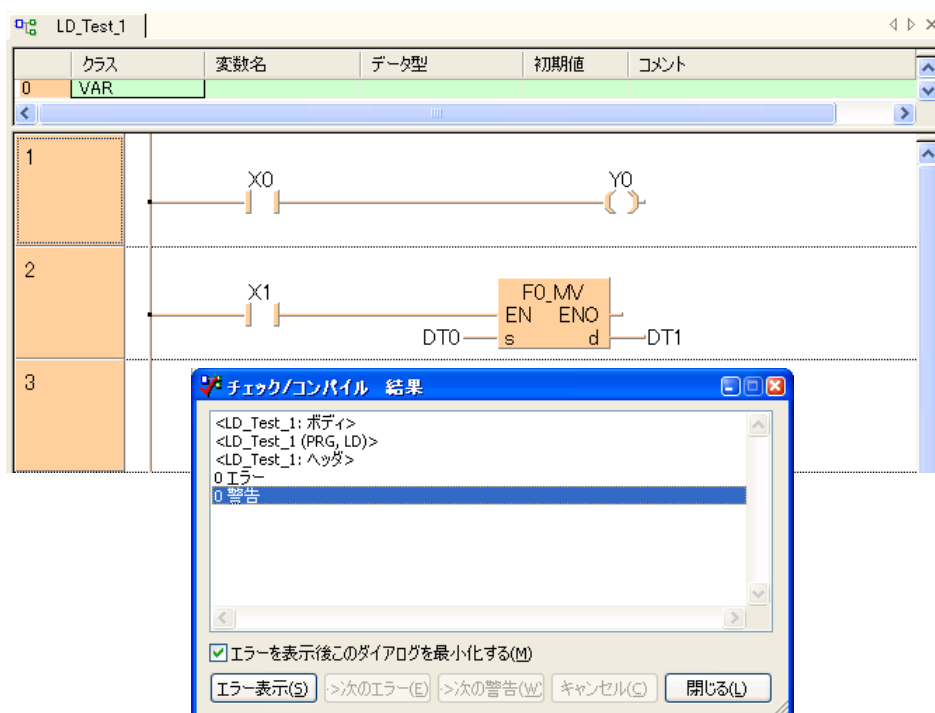 LD_Test_1
クラス 変数名 データ型 初期値 コメント
0 VAR
1
X0 Y0
2
X1 F0_MV
EN ENO
DT0 s d DT1
3
チェック/コンパイル 結果
<LD_Test_1: ボディ>
<LD_Test_1 (PRG, LD)>
<LD_Test_1: ヘッダ>
0 エラー
0 警告
エラーを表示後このダイアログを最小化する(M)
エラー表示(S) ->次のエラー(E) ->次の警告(W) キャンセル(C) 閉じる(L)